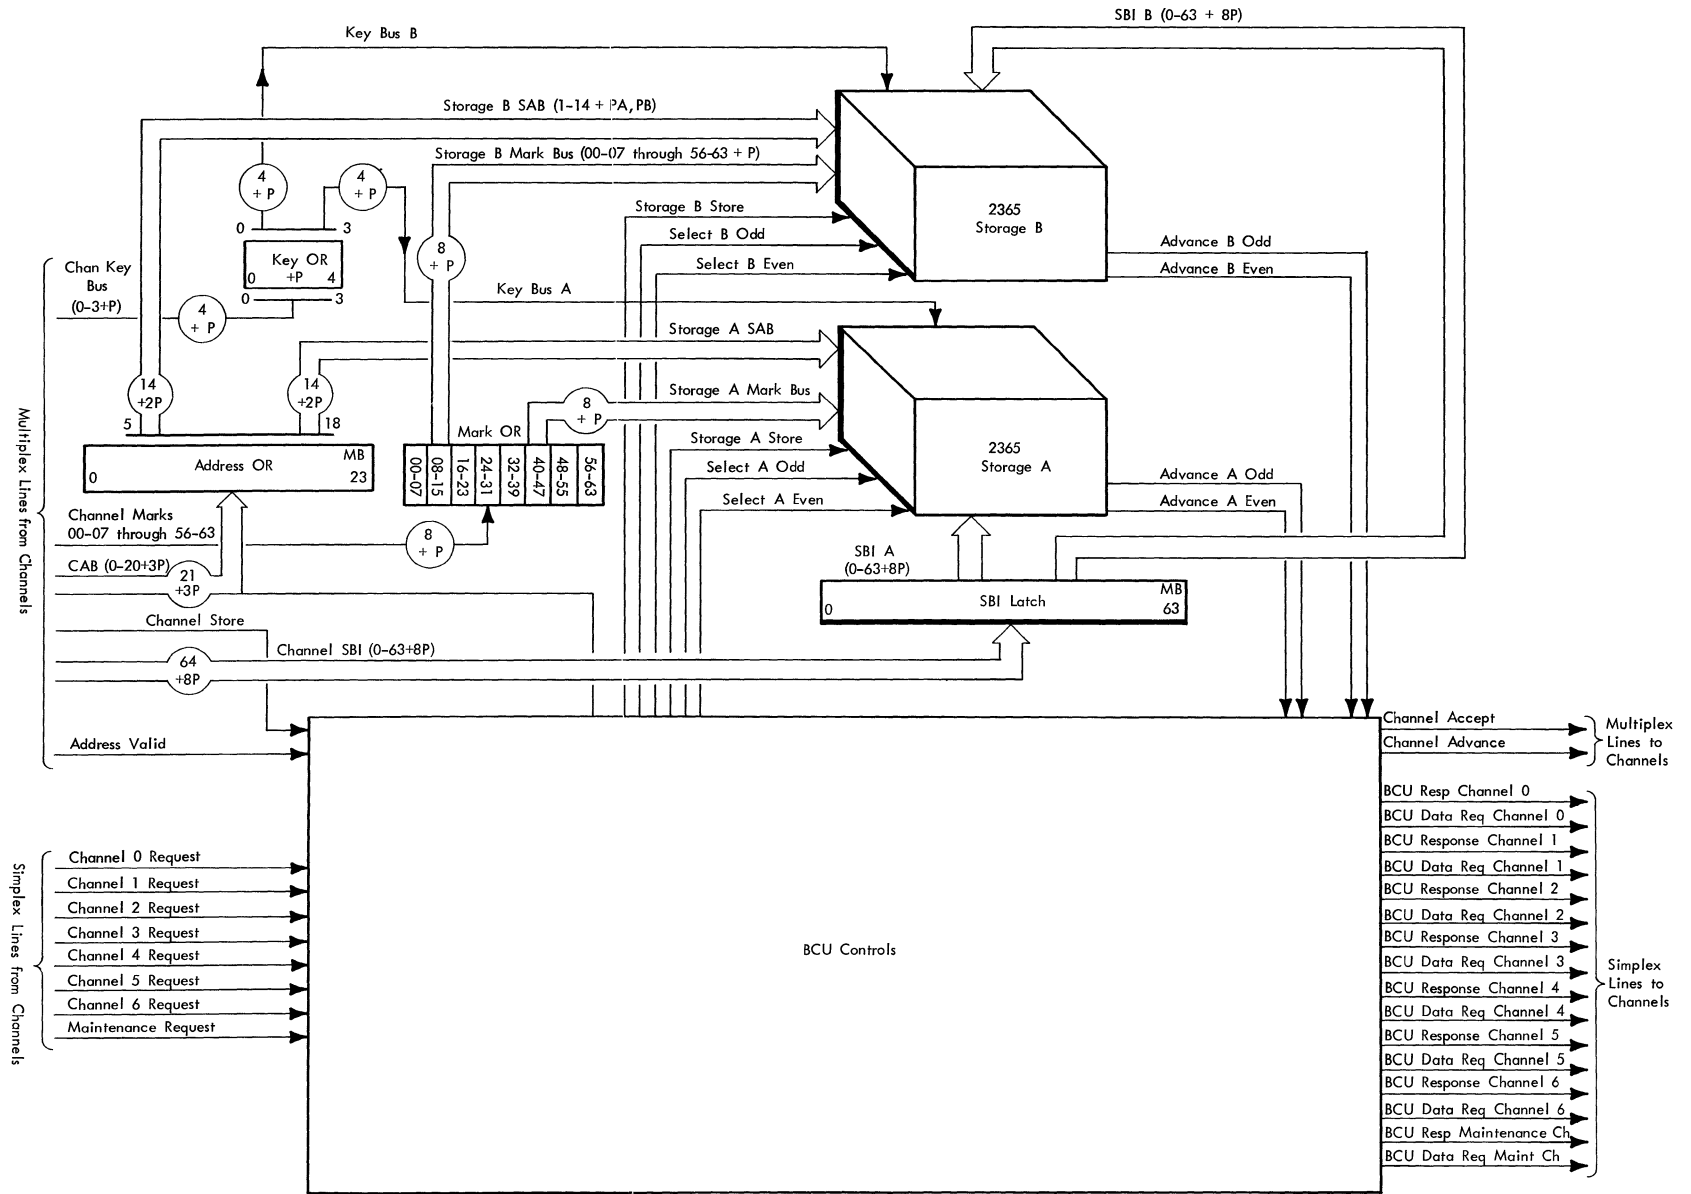 SBI B (0-63 + 8P)
Key Bus B
Storage B SAB (1-14 + PA, PB)
Storage B Mark Bus (00-07 through 56-63 + P)
4
+ P
4
+ P
0
3
Key OR
0 +P 4
0
3
Chan Key
Bus
(0-3+P)
4
+ P
8
+ P
Storage B Store
Select B Odd
Select B Even
2365
Storage B
Advance B Odd
Advance B Even
Key Bus A
Storage A SAB
14
+2P
14
+2P
5
18
Address OR
MB
0
23
8
+ P
Storage A Mark Bus
Mark OR
00-07
08-15
16-23
24-31
32-39
40-47
48-55
56-63
Storage A Store
Select A Odd
Select A Even
2365
Storage A
Advance A Odd
Advance A Even
Multiplex Lines from Channels
Channel Marks
00-07 through 56-63
8
+ P
CAB (0-20+3P)
21
+3P
SBI A
(0-63+8P)
SBI Latch
MB
0
63
Channel Store
Channel SBI (0-63+8P)
64
+8P
Address Valid
Channel Accept
Channel Advance
Multiplex
Lines to
Channels
Simplex Lines from Channels
Channel 0 Request
Channel 1 Request
Channel 2 Request
Channel 3 Request
Channel 4 Request
Channel 5 Request
Channel 6 Request
Maintenance Request
BCU Controls
BCU Resp Channel 0
BCU Data Req Channel 0
BCU Response Channel 1
BCU Data Req Channel 1
BCU Response Channel 2
BCU Data Req Channel 2
BCU Response Channel 3
BCU Data Req Channel 3
BCU Response Channel 4
BCU Data Req Channel 4
BCU Response Channel 5
BCU Data Req Channel 5
BCU Response Channel 6
BCU Data Req Channel 6
BCU Resp Maintenance Ch
BCU Data Req Maint Ch
Simplex
Lines to
Channels